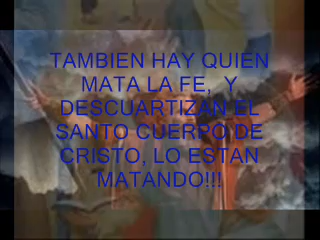 TAMBIEN HAY QUIEN
MATA LA FE,  Y
DESCUARTIZAN EL
SANTO CUERPO DE
CRISTO, LO ESTAN
MATANDO!!!